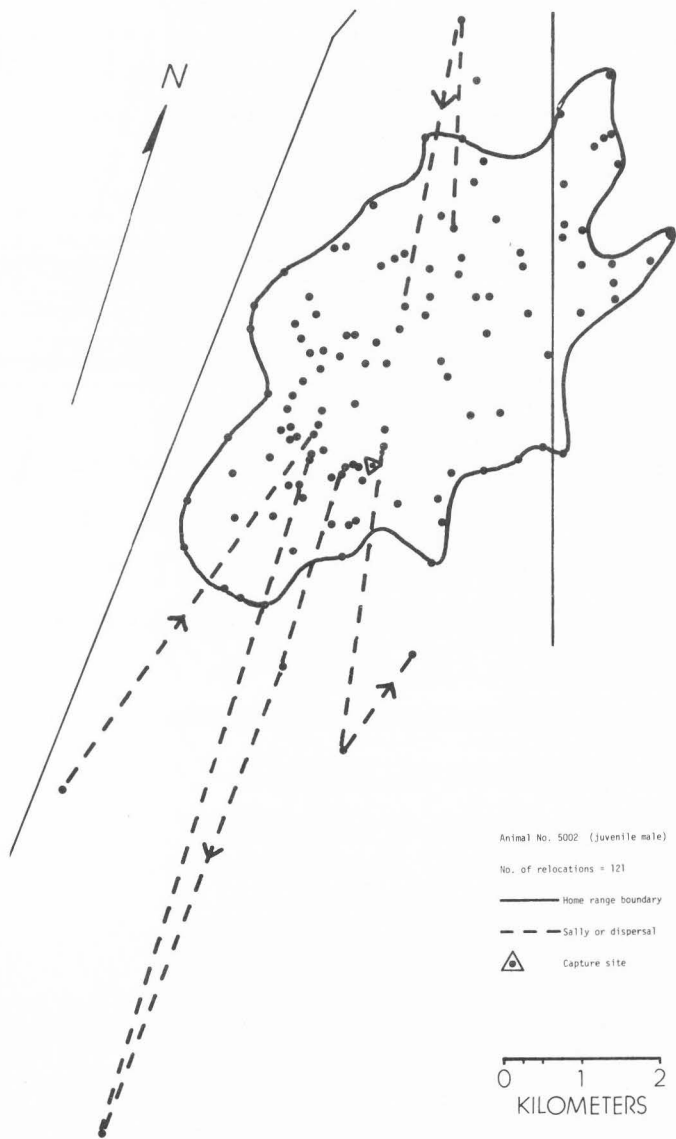 N
Animal No. 5002 (juvenile male)
No. of relocations = 121
Home range boundary
Sally or dispersal
Capture site
0 1 2
KILOMETERS